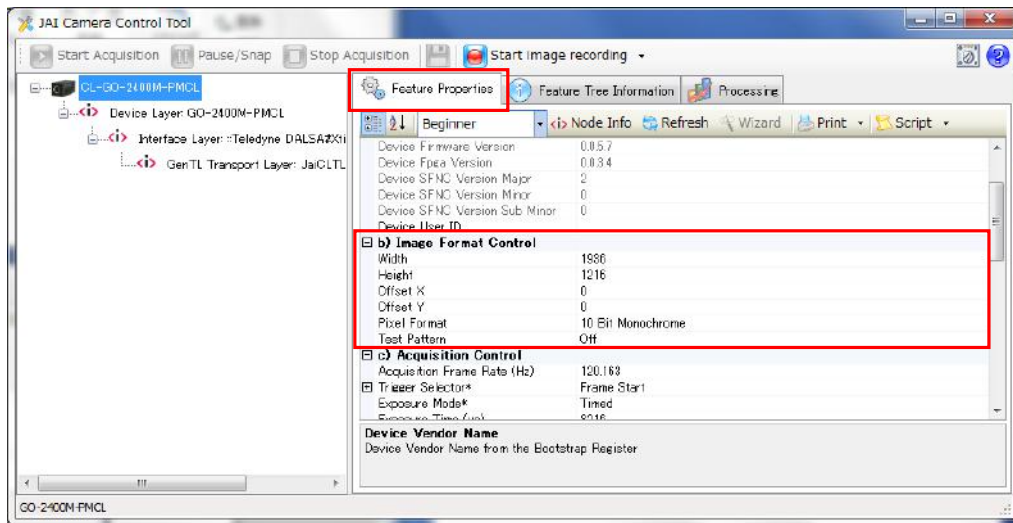 JAI Camera Control Tool
Start Acquisition Pause/Snap Stop Acquisition Start image recording
CL-GO-2400M-PMCL
Device Layer: GO-2400M-PMCL
Interface Layer: ::Teledyne DALSA#Xti
GenTL Transport Layer: JaiCLTL
Feature Properties Feature Tree Information Processing
Beginner <i> Node Info Refresh Wizard Print Script
Device Firmware Version 0.0.5.7
Device Fpga Version 0.0.3.4
Device SFNC Version Major 2
Device SFNC Version Minor 0
Device SFNC Version Sub Minor 0
Device User ID
b) Image Format Control
Width 1936
Height 1216
Offset X 0
Offset Y 0
Pixel Format 10 Bit Monochrome
Test Pattern Off
c) Acquisition Control
Acquisition Frame Rate (Hz) 120.163
Trigger Selector* Frame Start
Exposure Mode* Timed
Exposure Time (us)
Device Vendor Name
Device Vendor Name from the Bootstrap Register
GO-2400M-PMCL